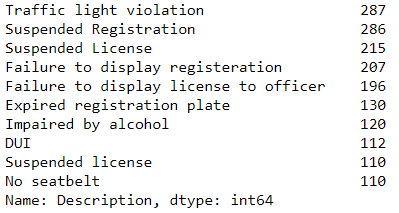 Traffic light violation 287
Suspended Registration 286
Suspended License 215
Failure to display registeration 207
Failure to display license to officer 196
Expired registration plate 130
Impaired by alcohol 120
DUI 112
Suspended license 110
No seatbelt 110
Name: Description, dtype: int64